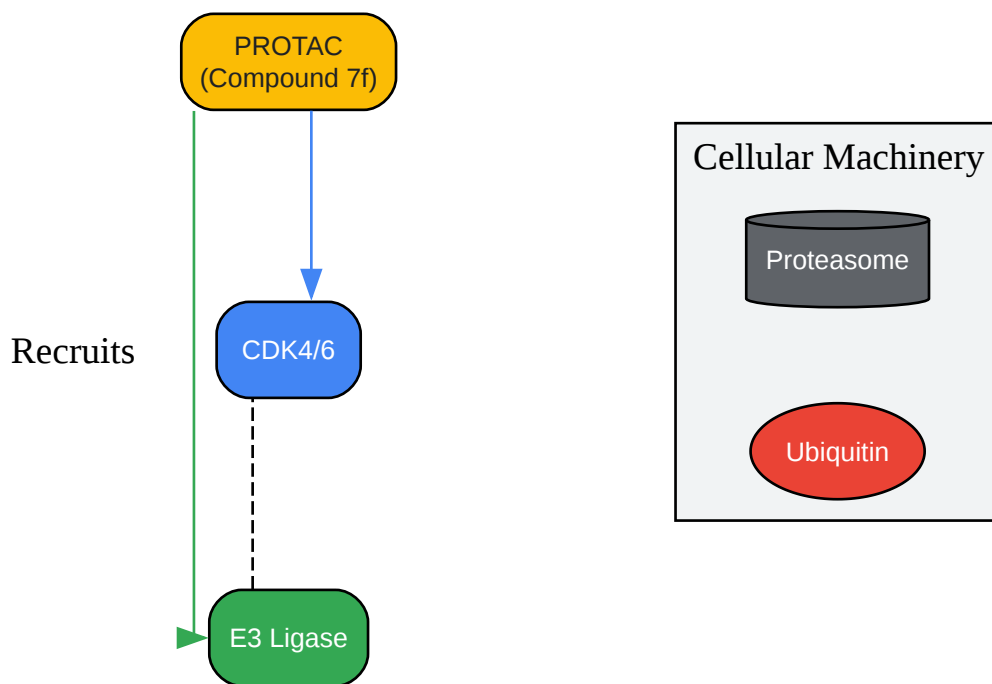 PROTAC
(Compound 7f)
Cellular Machinery
Proteasome
Recruits
CDK4/6
Ubiquitin
E3 Ligase